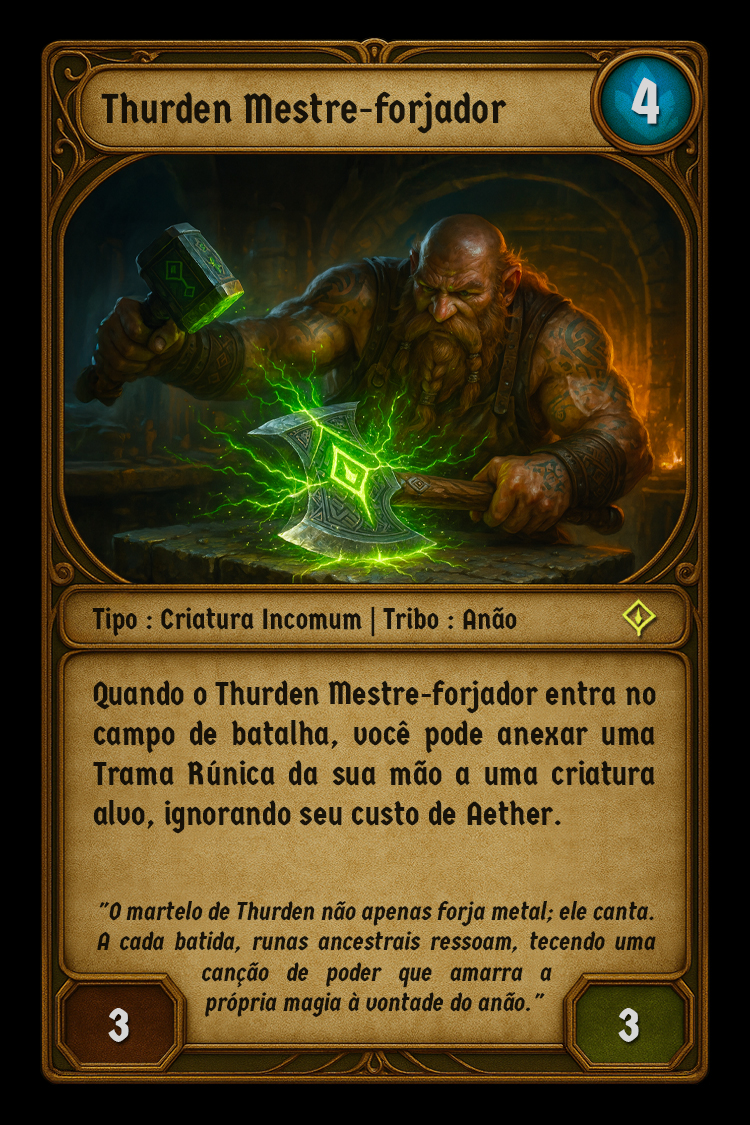 Thurden Mestre-forjador
4
Tipo : Criatura Incomum | Tribo : Anão
Quando o Thurden Mestre-forjador entra no
campo de batalha, você pode anexar uma
Trama Rúnica da sua mão a uma criatura
alvo, ignorando seu custo de Aether.
"O martelo de Thurden não apenas forja metal; ele canta.
A cada batida, runas ancestrais ressoam, tecendo uma
canção de poder que amarra a
própria magia à vontade do anão."
3
3